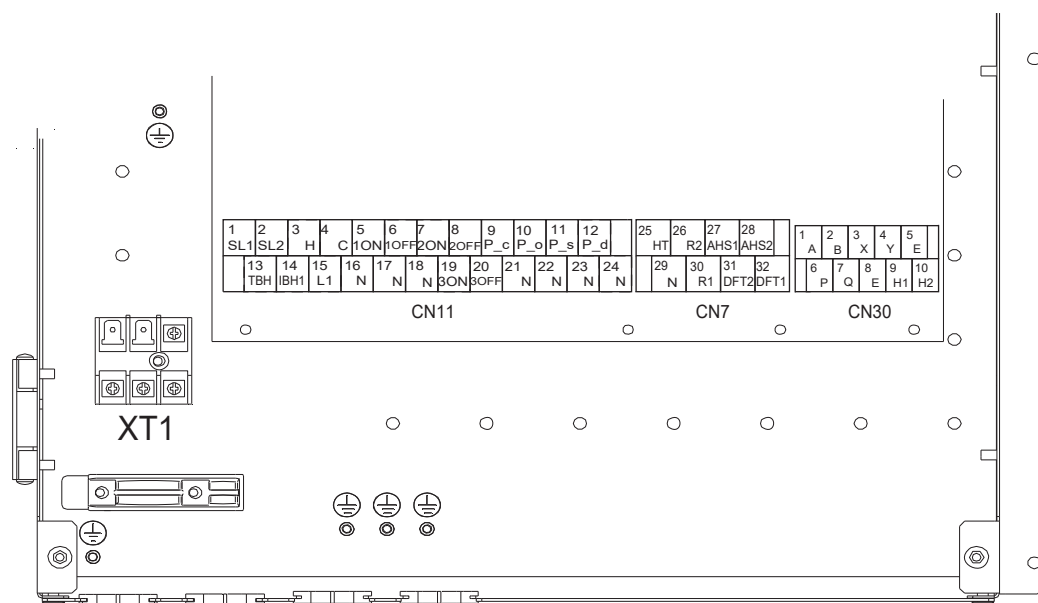 1 2 3 4 5 6 7 8 9 10 11 12
SL1 SL2 H C 1ON 1OFF 2ON 2OFF P_c P_o P_s P_d
13 14 15 16 17 18 19 20 21 22 23 24
TBH IBH1 L1 N N N 3ON 3OFF N N N N
CN11
25 26 27 28
HT R2 AHS1 AHS2
29 30 31 32
N R1 DFT2 DFT1
CN7
1 2 3 4 5
A B X Y E
6 7 8 9 10
P Q E H1 H2
CN30
XT1